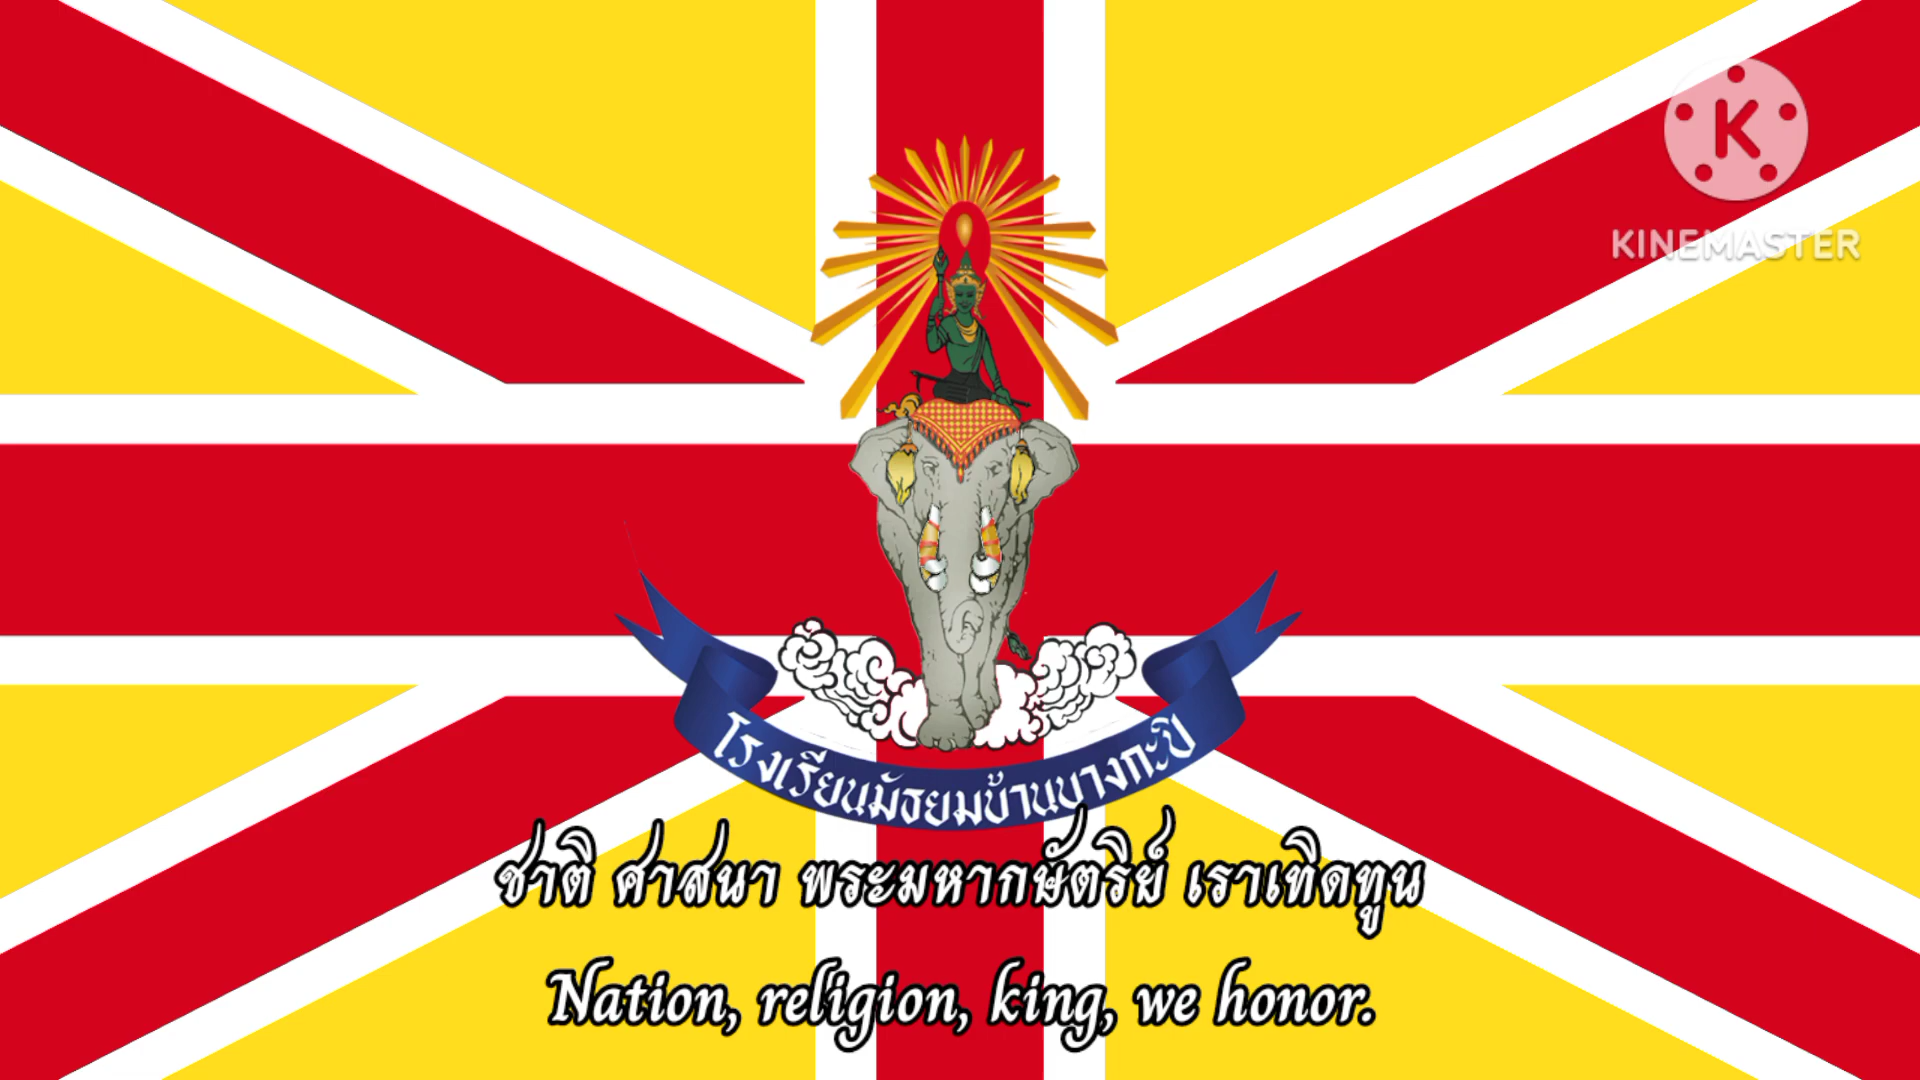 K
KINEMASTER
โรงเรียนมัธยมบ้านบางกะปิ
ชาติ ศาสนา พระมหากษัตริย์ เราเทิดทูน
Nation, religion, king, we honor.